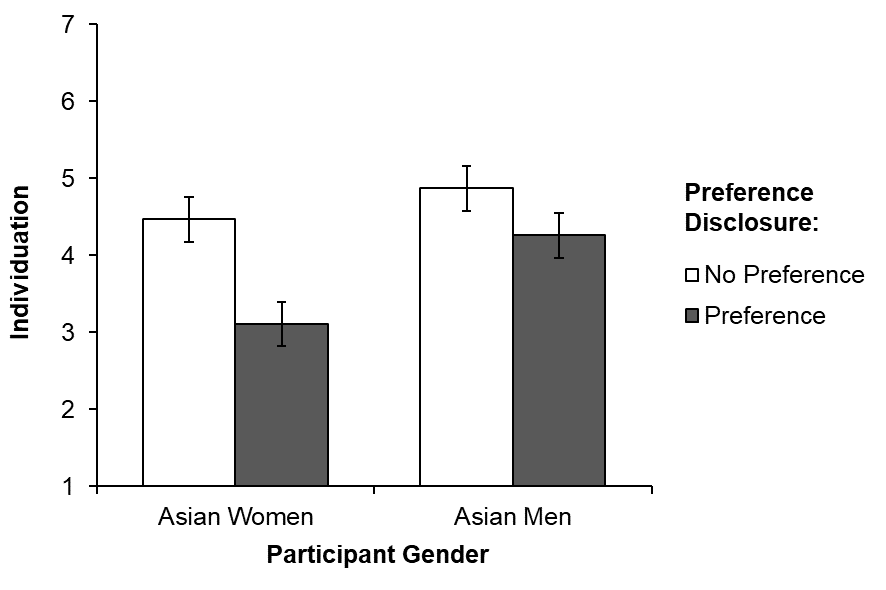 7
6
5
4
3
2
1
Individuation
Asian Women
Asian Men
Participant Gender
Preference
Disclosure:
No Preference
Preference